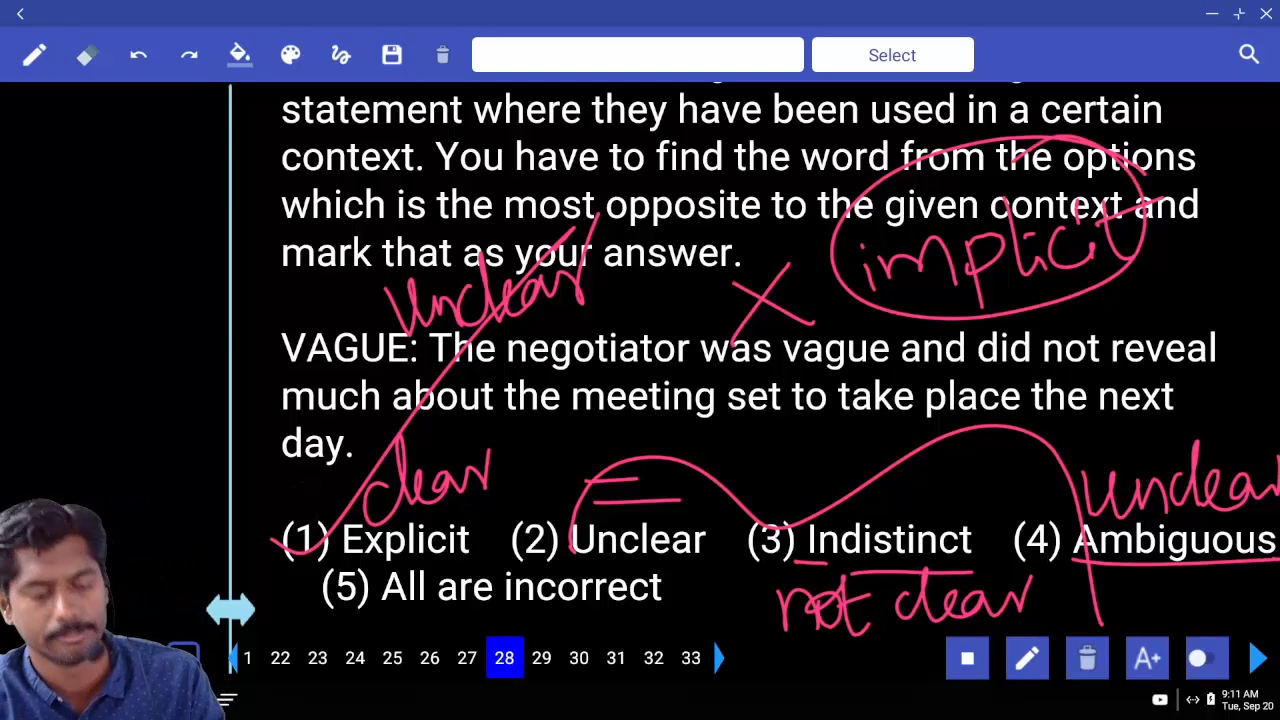 Select
statement where they have been used in a certain
context. You have to find the word from the options
which is the most opposite to the given context and
mark that as your answer.
implicit
unclear
VAGUE: The negotiator was vague and did not reveal
much about the meeting set to take place the next
day.
clear
unclear
(1) Explicit (2) Unclear (3) Indistinct (4) Ambiguous
(5) All are incorrect
not clear
1 22 23 24 25 26 27 28 29 30 31 32 33
A+
9:11 AM
Tue, Sep 20